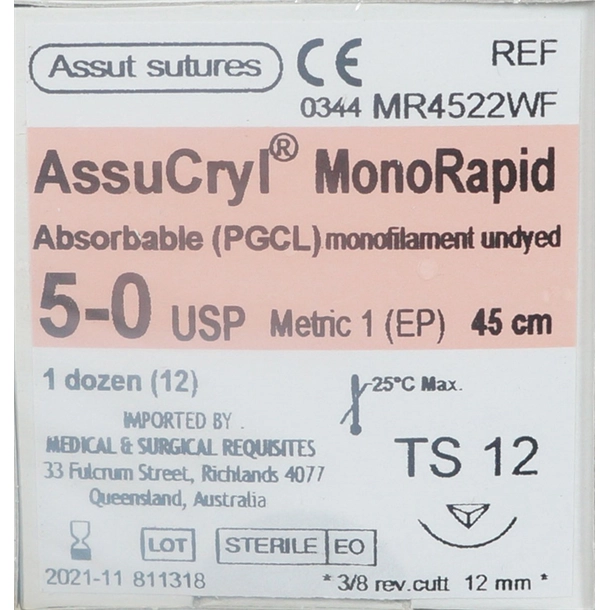 Assut sutures CE REF
0344 MR4522WF
AssuCryl® MonoRapid
Absorbable (PGCL) monofilament undyed
5-0 USP Metric 1 (EP) 45 cm
1 dozen (12)
25°C Max.
IMPORTED BY
MEDICAL & SURGICAL REQUISITES
33 Fulcrum Street, Richlands 4077
Queensland, Australia
TS 12
LOT STERILE EO
2021-11 811318
* 3/8 rev.cutt 12 mm *